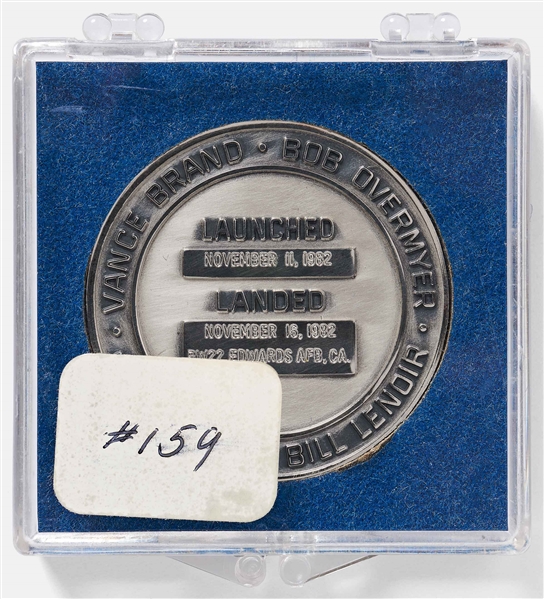 VANCE BRAND · BOB OVERMYER · BILL LENOIR
LAUNCHED
NOVEMBER 11, 1982
LANDED
NOVEMBER 16, 1982
RW22 EDWARDS AFB, CA.
#159